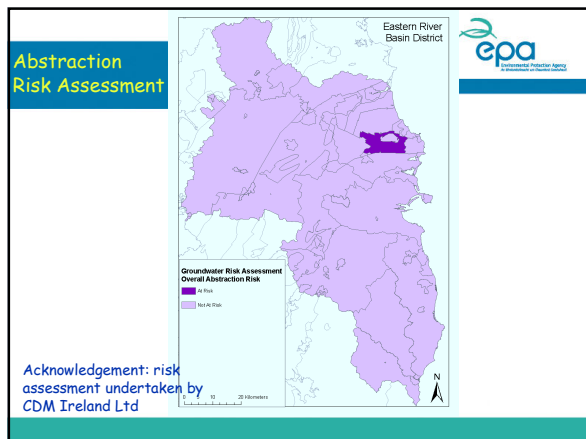 Abstraction
Risk Assessment
Eastern River
Basin District
epa
Environmental Protection Agency
Groundwater Risk Assessment
Overall Abstraction Risk
At Risk
Not At Risk
0 5 10 20 Kilometers
N
Acknowledgement: risk
assessment undertaken by
CDM Ireland Ltd